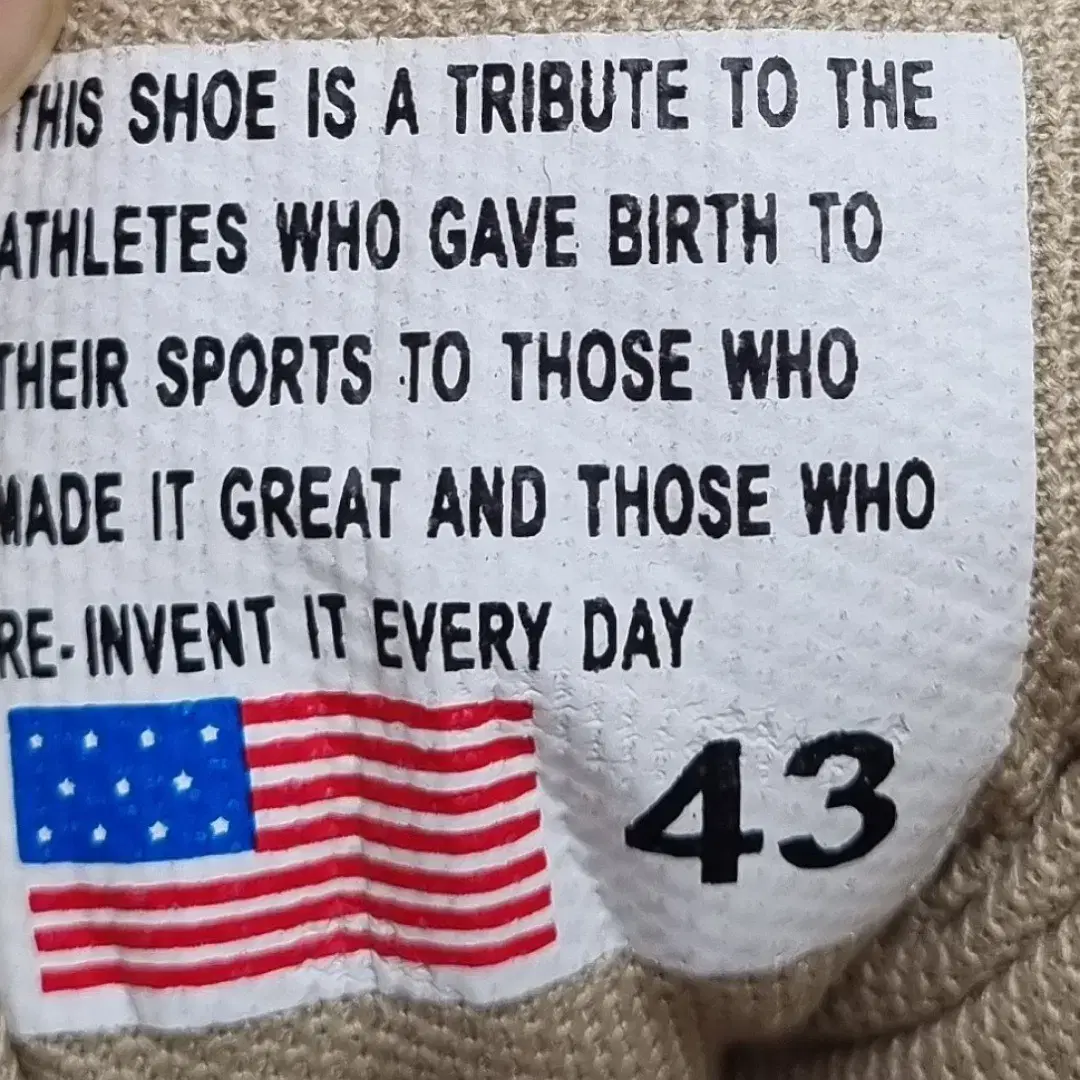 THIS SHOE IS A TRIBUTE TO THE
ATHLETES WHO GAVE BIRTH TO
THEIR SPORTS TO THOSE WHO
MADE IT GREAT AND THOSE WHO
RE-INVENT IT EVERY DAY
43